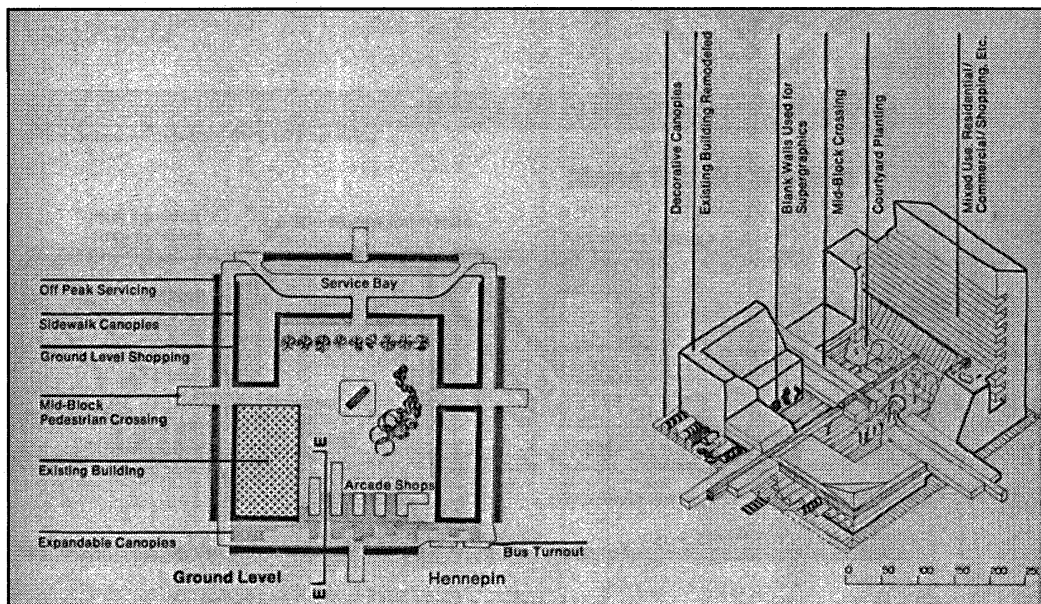 Off Peak Servicing
Sidewalk Canopies
Ground Level Shopping
Mid-Block
Pedestrian Crossing
Existing Building
Expandable Canopies
Service Bay
Arcade Shops
E
E
Bus Turnout
Ground Level
Hennepin
Decorative Canopies
Existing Building Remodeled
Blank Walls Used for
Supergraphics
Mid-Block Crossing
Courtyard Planting
Mixed Use, Residential/
Commercial/Shopping, Etc.
0 50 100 150 200 250